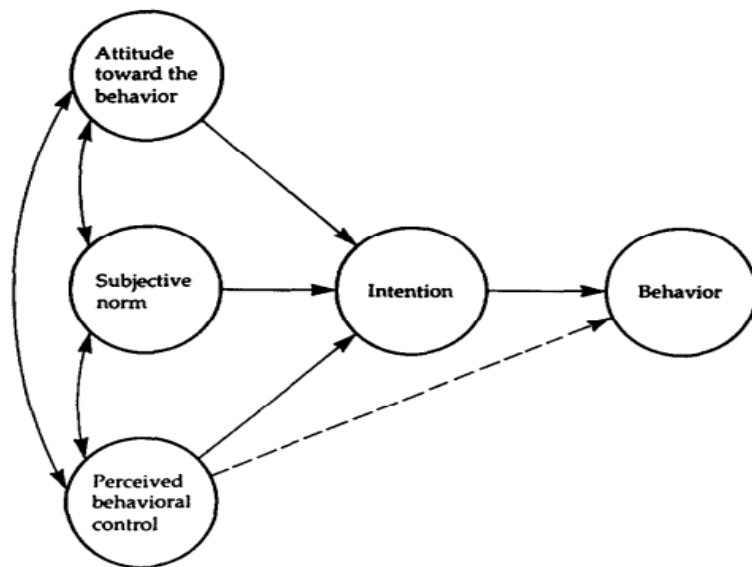 Attitude
toward the
behavior
Subjective
norm
Intention
Behavior
Perceived
behavioral
control